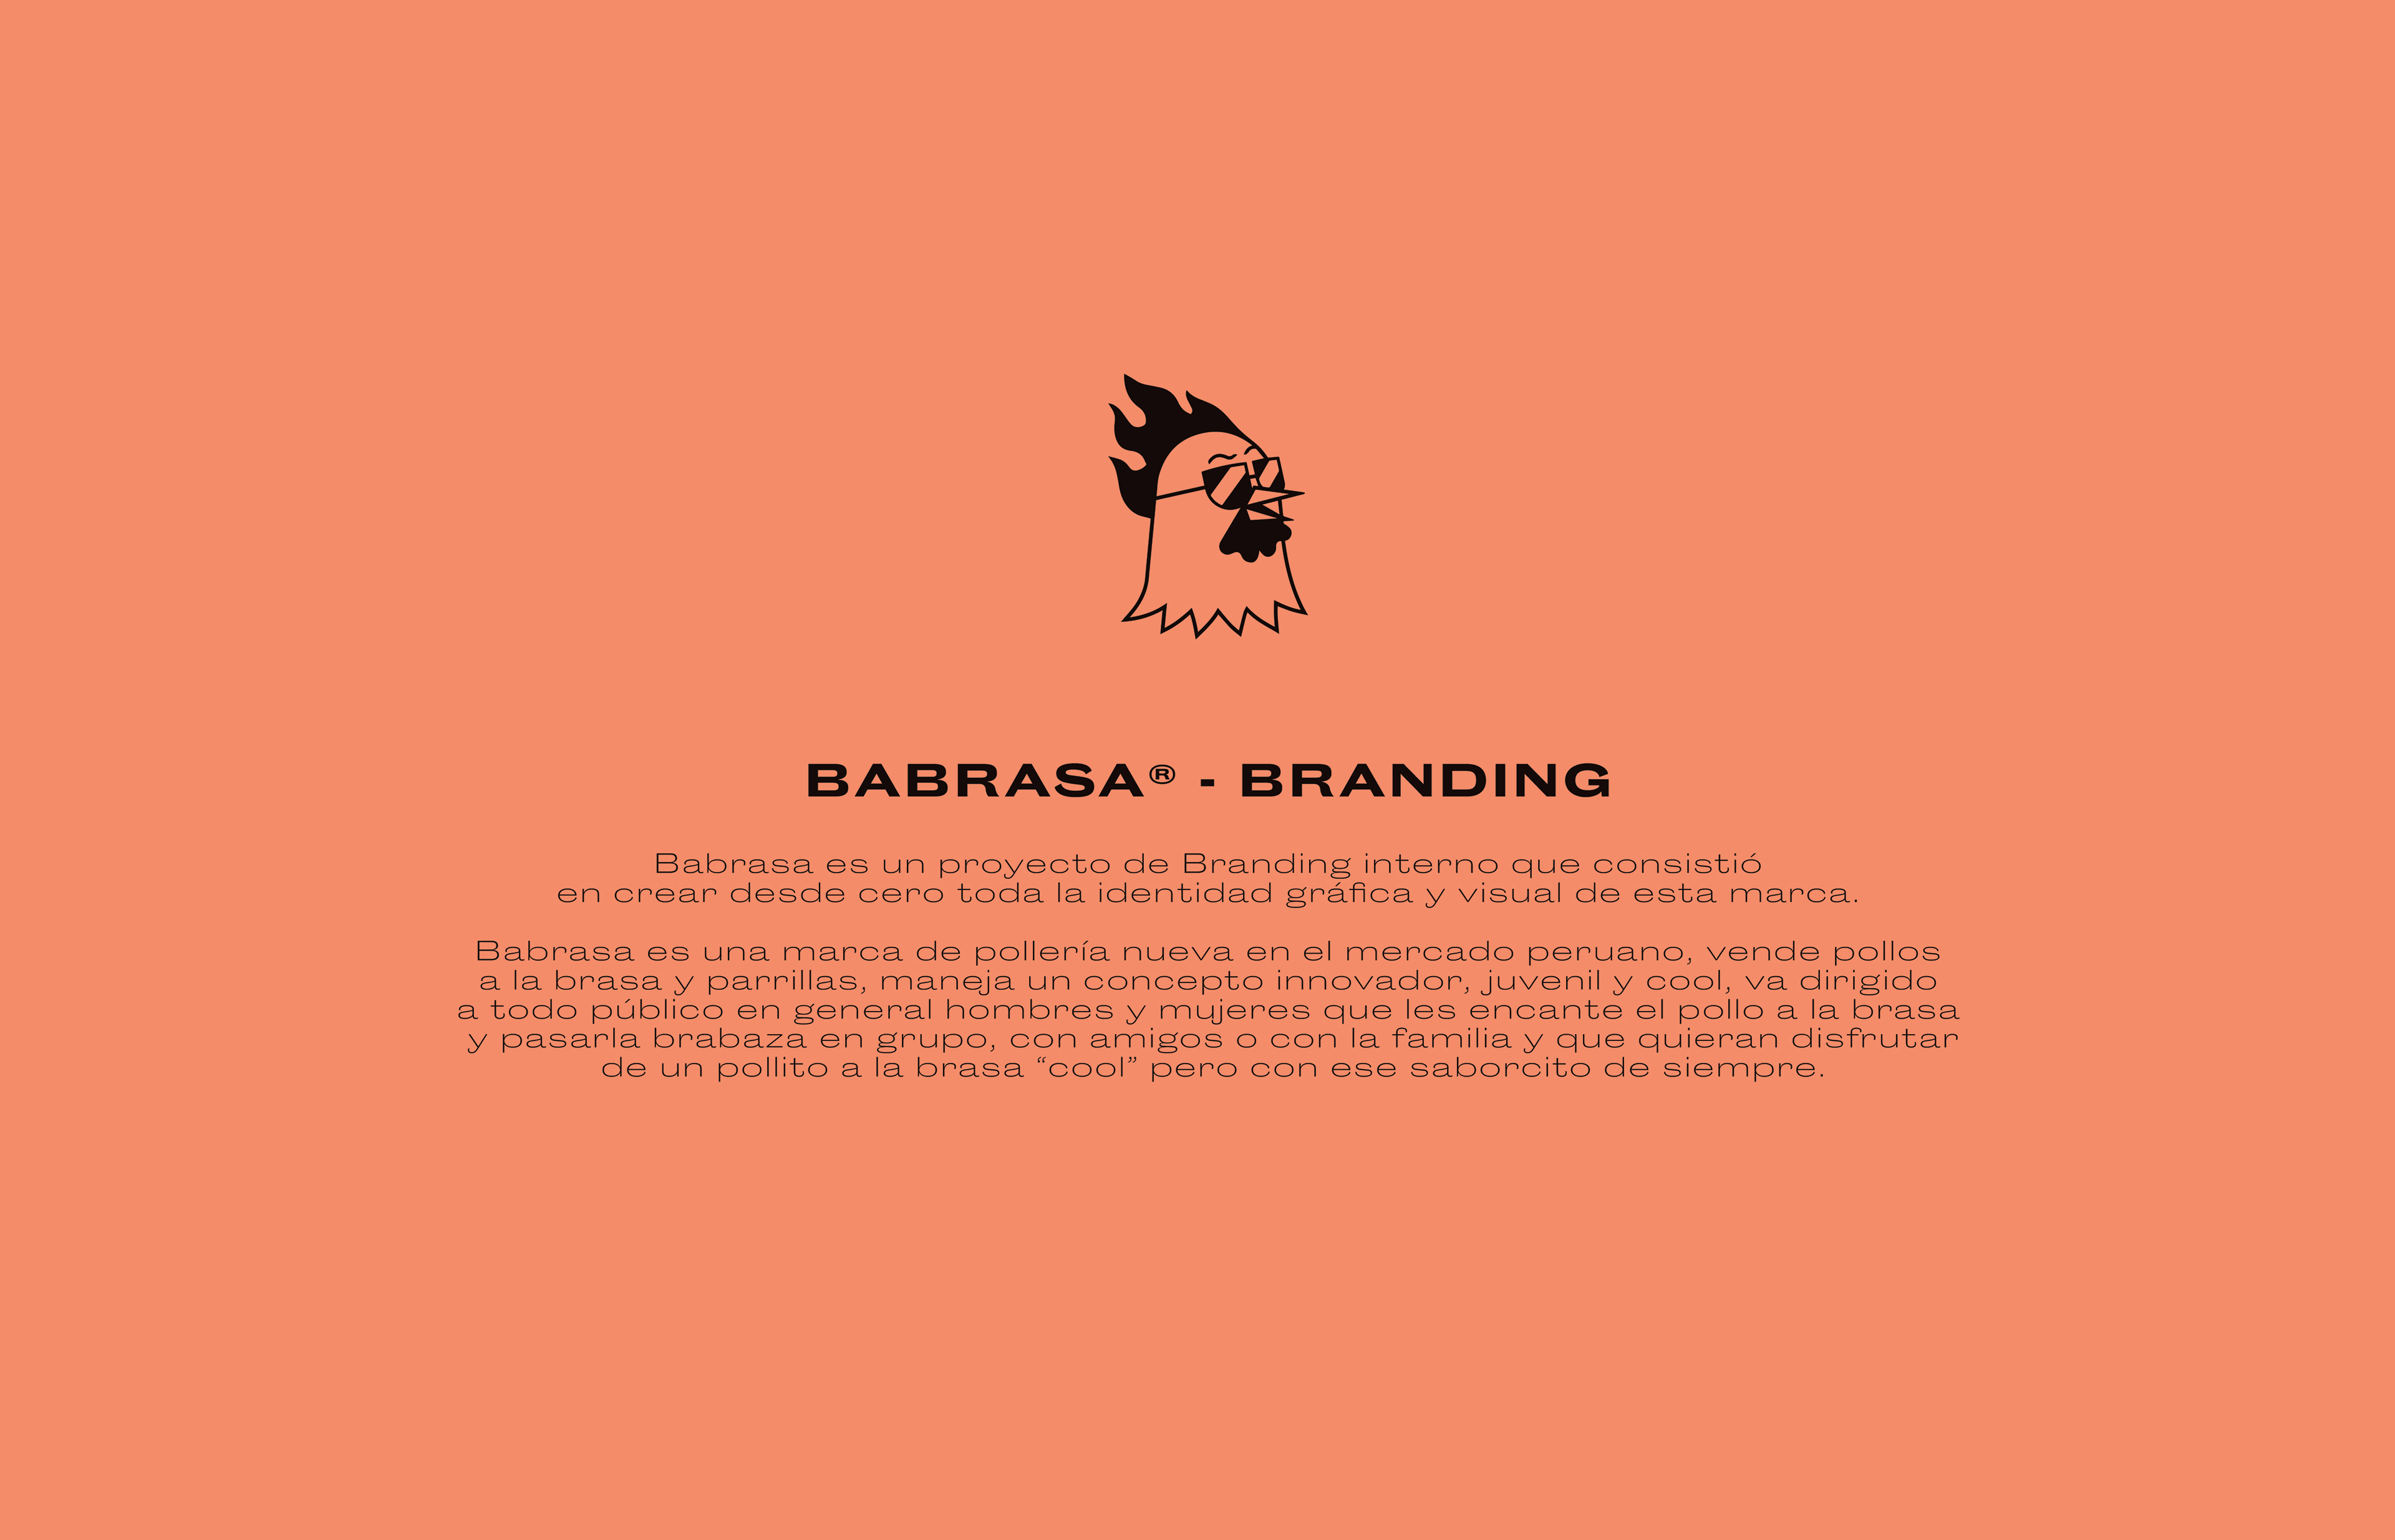 BABRASA® - BRANDING
Babrasa es un proyecto de Branding interno que consistió
en crear desde cero toda la identidad gráfica y visual de esta marca.
Babrasa es una marca de pollería nueva en el mercado peruano, vende pollos
a la brasa y parrillas, maneja un concepto innovador, juvenil y cool, va dirigido
a todo público en general hombres y mujeres que les encante el pollo a la brasa
y pasarla brabaza en grupo, con amigos o con la familia y que quieran disfrutar
de un pollito a la brasa “cool” pero con ese saborcito de siempre.